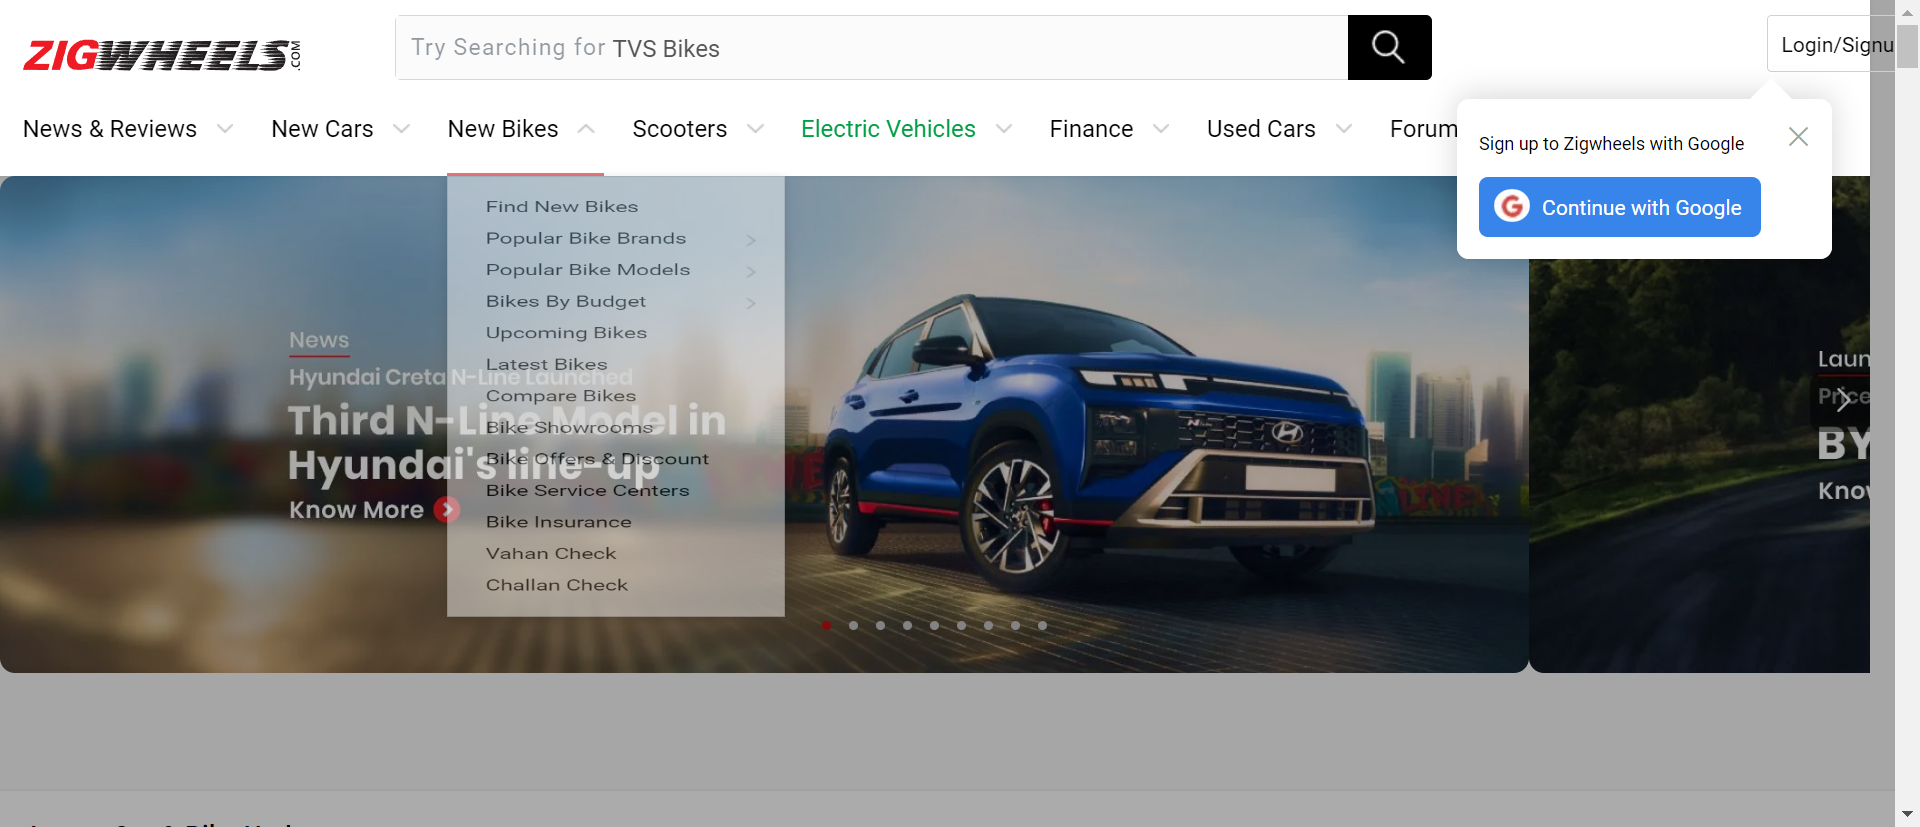 ZIGWHEELS.COM
Try Searching for TVS Bikes
Login/Signu
News & Reviews
New Cars
New Bikes
Scooters
Electric Vehicles
Finance
Used Cars
Forum
Sign up to Zigwheels with Google
Continue with Google
Find New Bikes
Popular Bike Brands
Popular Bike Models
Bikes By Budget
Upcoming Bikes
Latest Bikes
Compare Bikes
Bike Showrooms
Bike Offers & Discount
Bike Service Centers
Bike Insurance
Vahan Check
Challan Check
News
Hyundai Creta N-Line Launched
Third N-Line Model in
Hyundai's line-up
Know More
Laun
Price
BY
Know